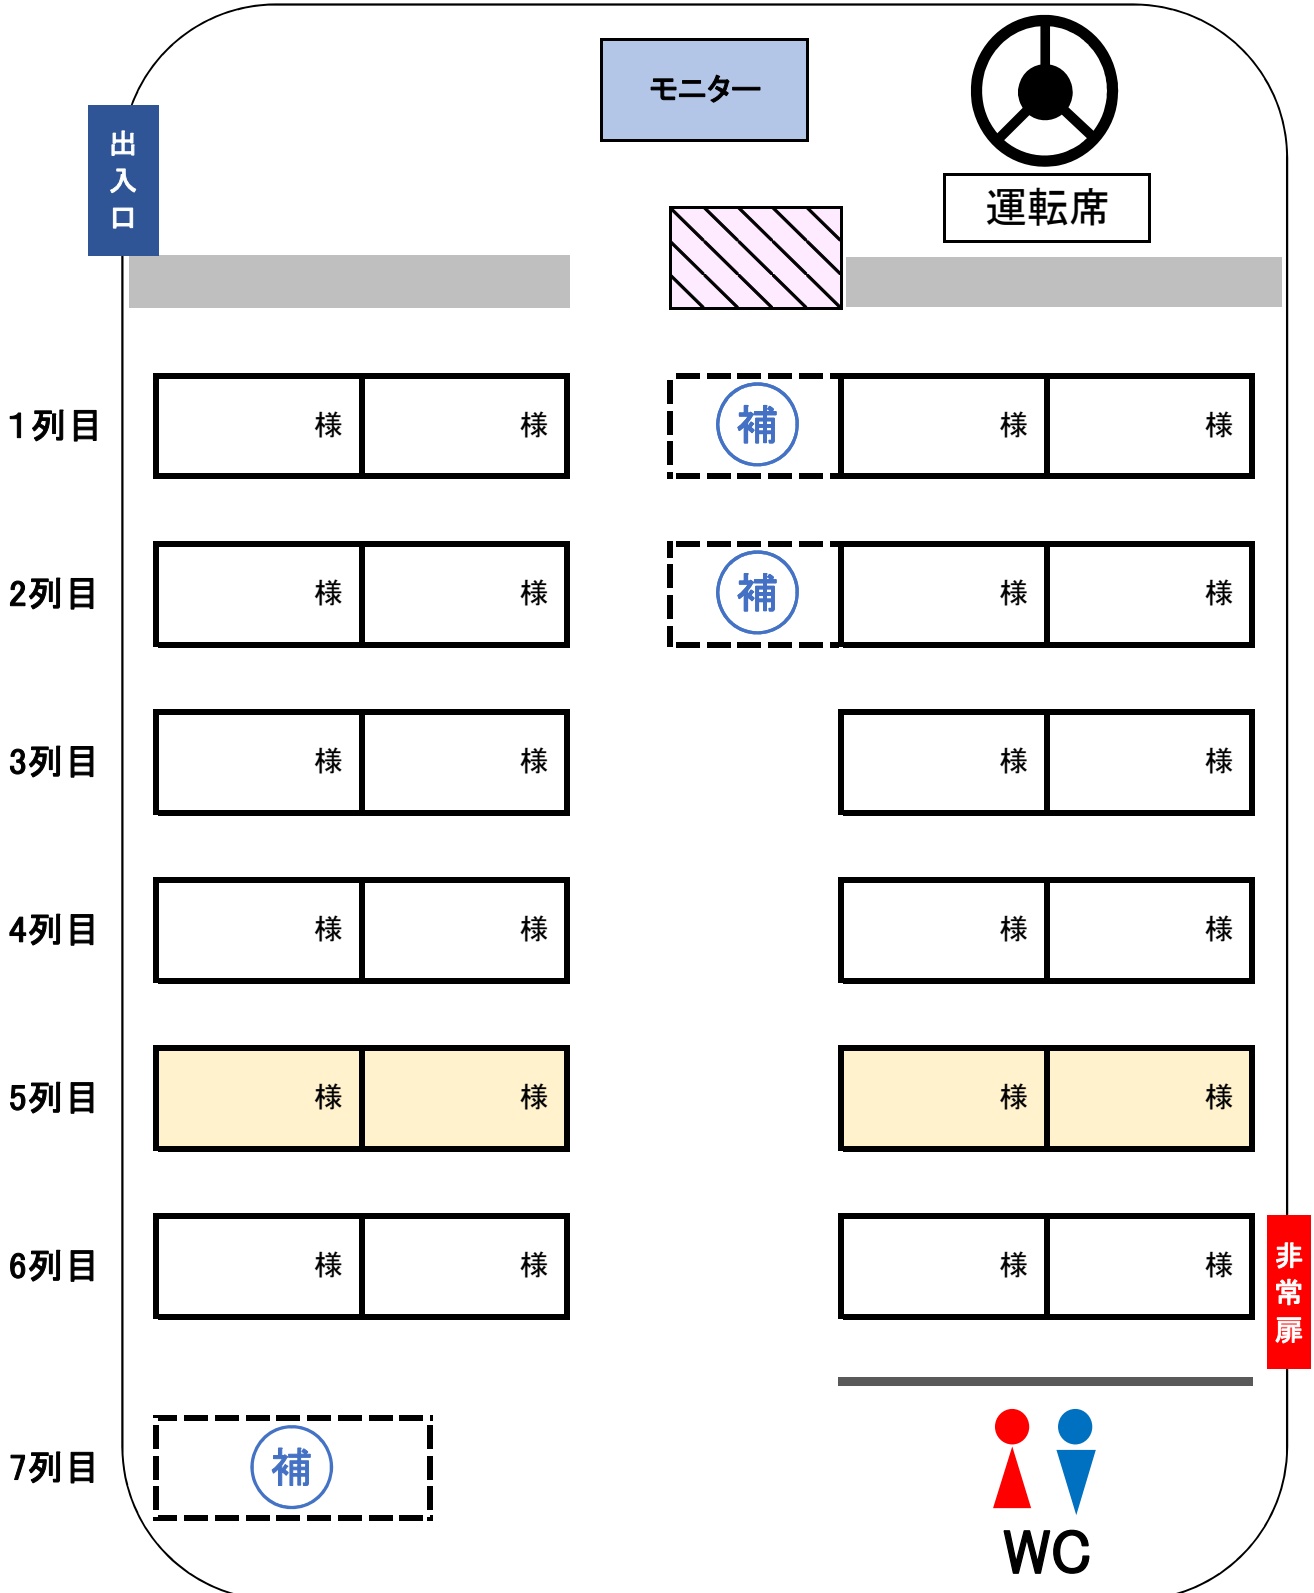 モニター
出入口
運転席
1列目 様 様 補 様 様
2列目 様 様 補 様 様
3列目 様 様 様 様
4列目 様 様 様 様
5列目 様 様 様 様
6列目 様 様 様 様
非常扉
7列目 補
WC